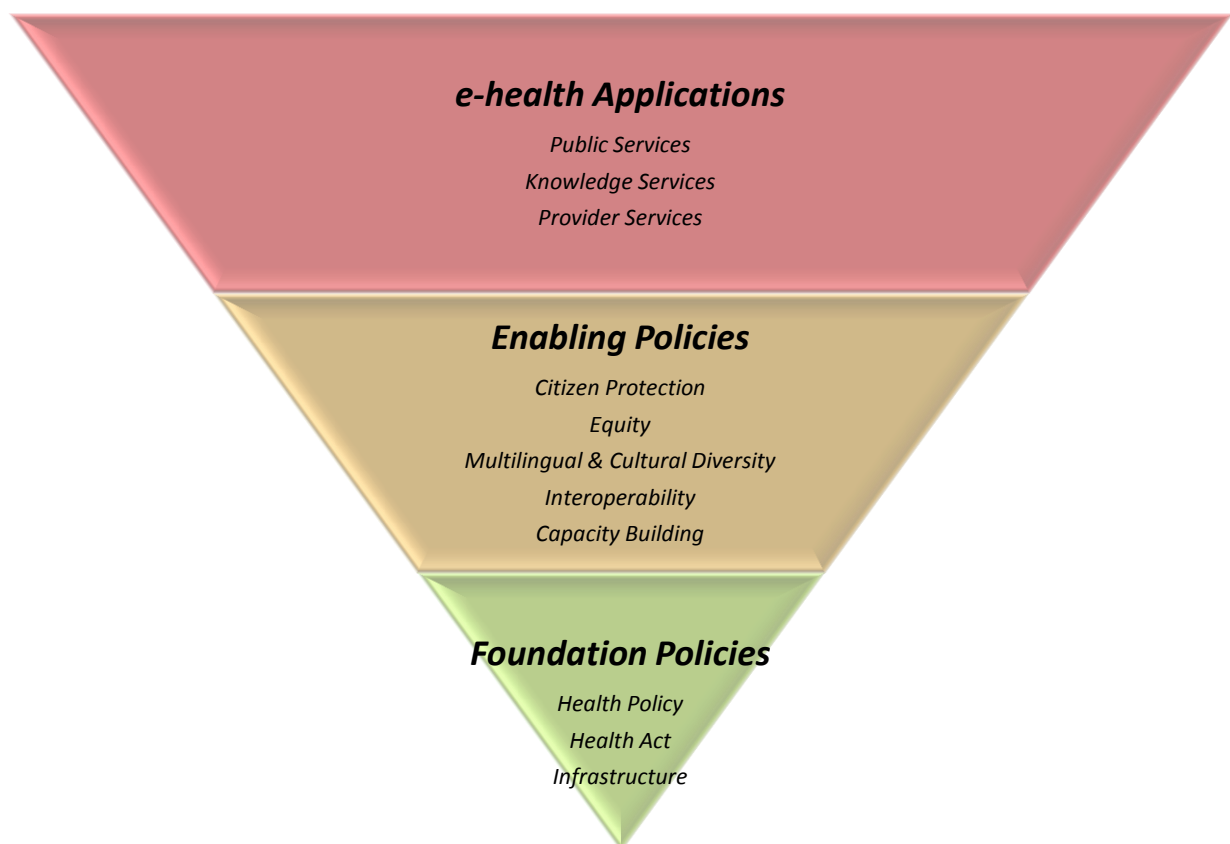 e-health Applications
Public Services
Knowledge Services
Provider Services
Enabling Policies
Citizen Protection
Equity
Multilingual & Cultural Diversity
Interoperability
Capacity Building
Foundation Policies
Health Policy
Health Act
Infrastructure